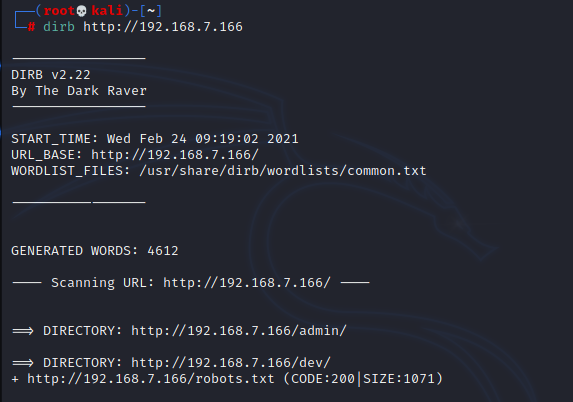 (root💀kali)-[~]
# dirb http://192.168.7.166
-----------------
DIRB v2.22
By The Dark Raver
-----------------
START_TIME: Wed Feb 24 09:19:02 2021
URL_BASE: http://192.168.7.166/
WORDLIST_FILES: /usr/share/dirb/wordlists/common.txt
-----------------
GENERATED WORDS: 4612
---- Scanning URL: http://192.168.7.166/ ----
==> DIRECTORY: http://192.168.7.166/admin/
==> DIRECTORY: http://192.168.7.166/dev/
+ http://192.168.7.166/robots.txt (CODE:200|SIZE:1071)